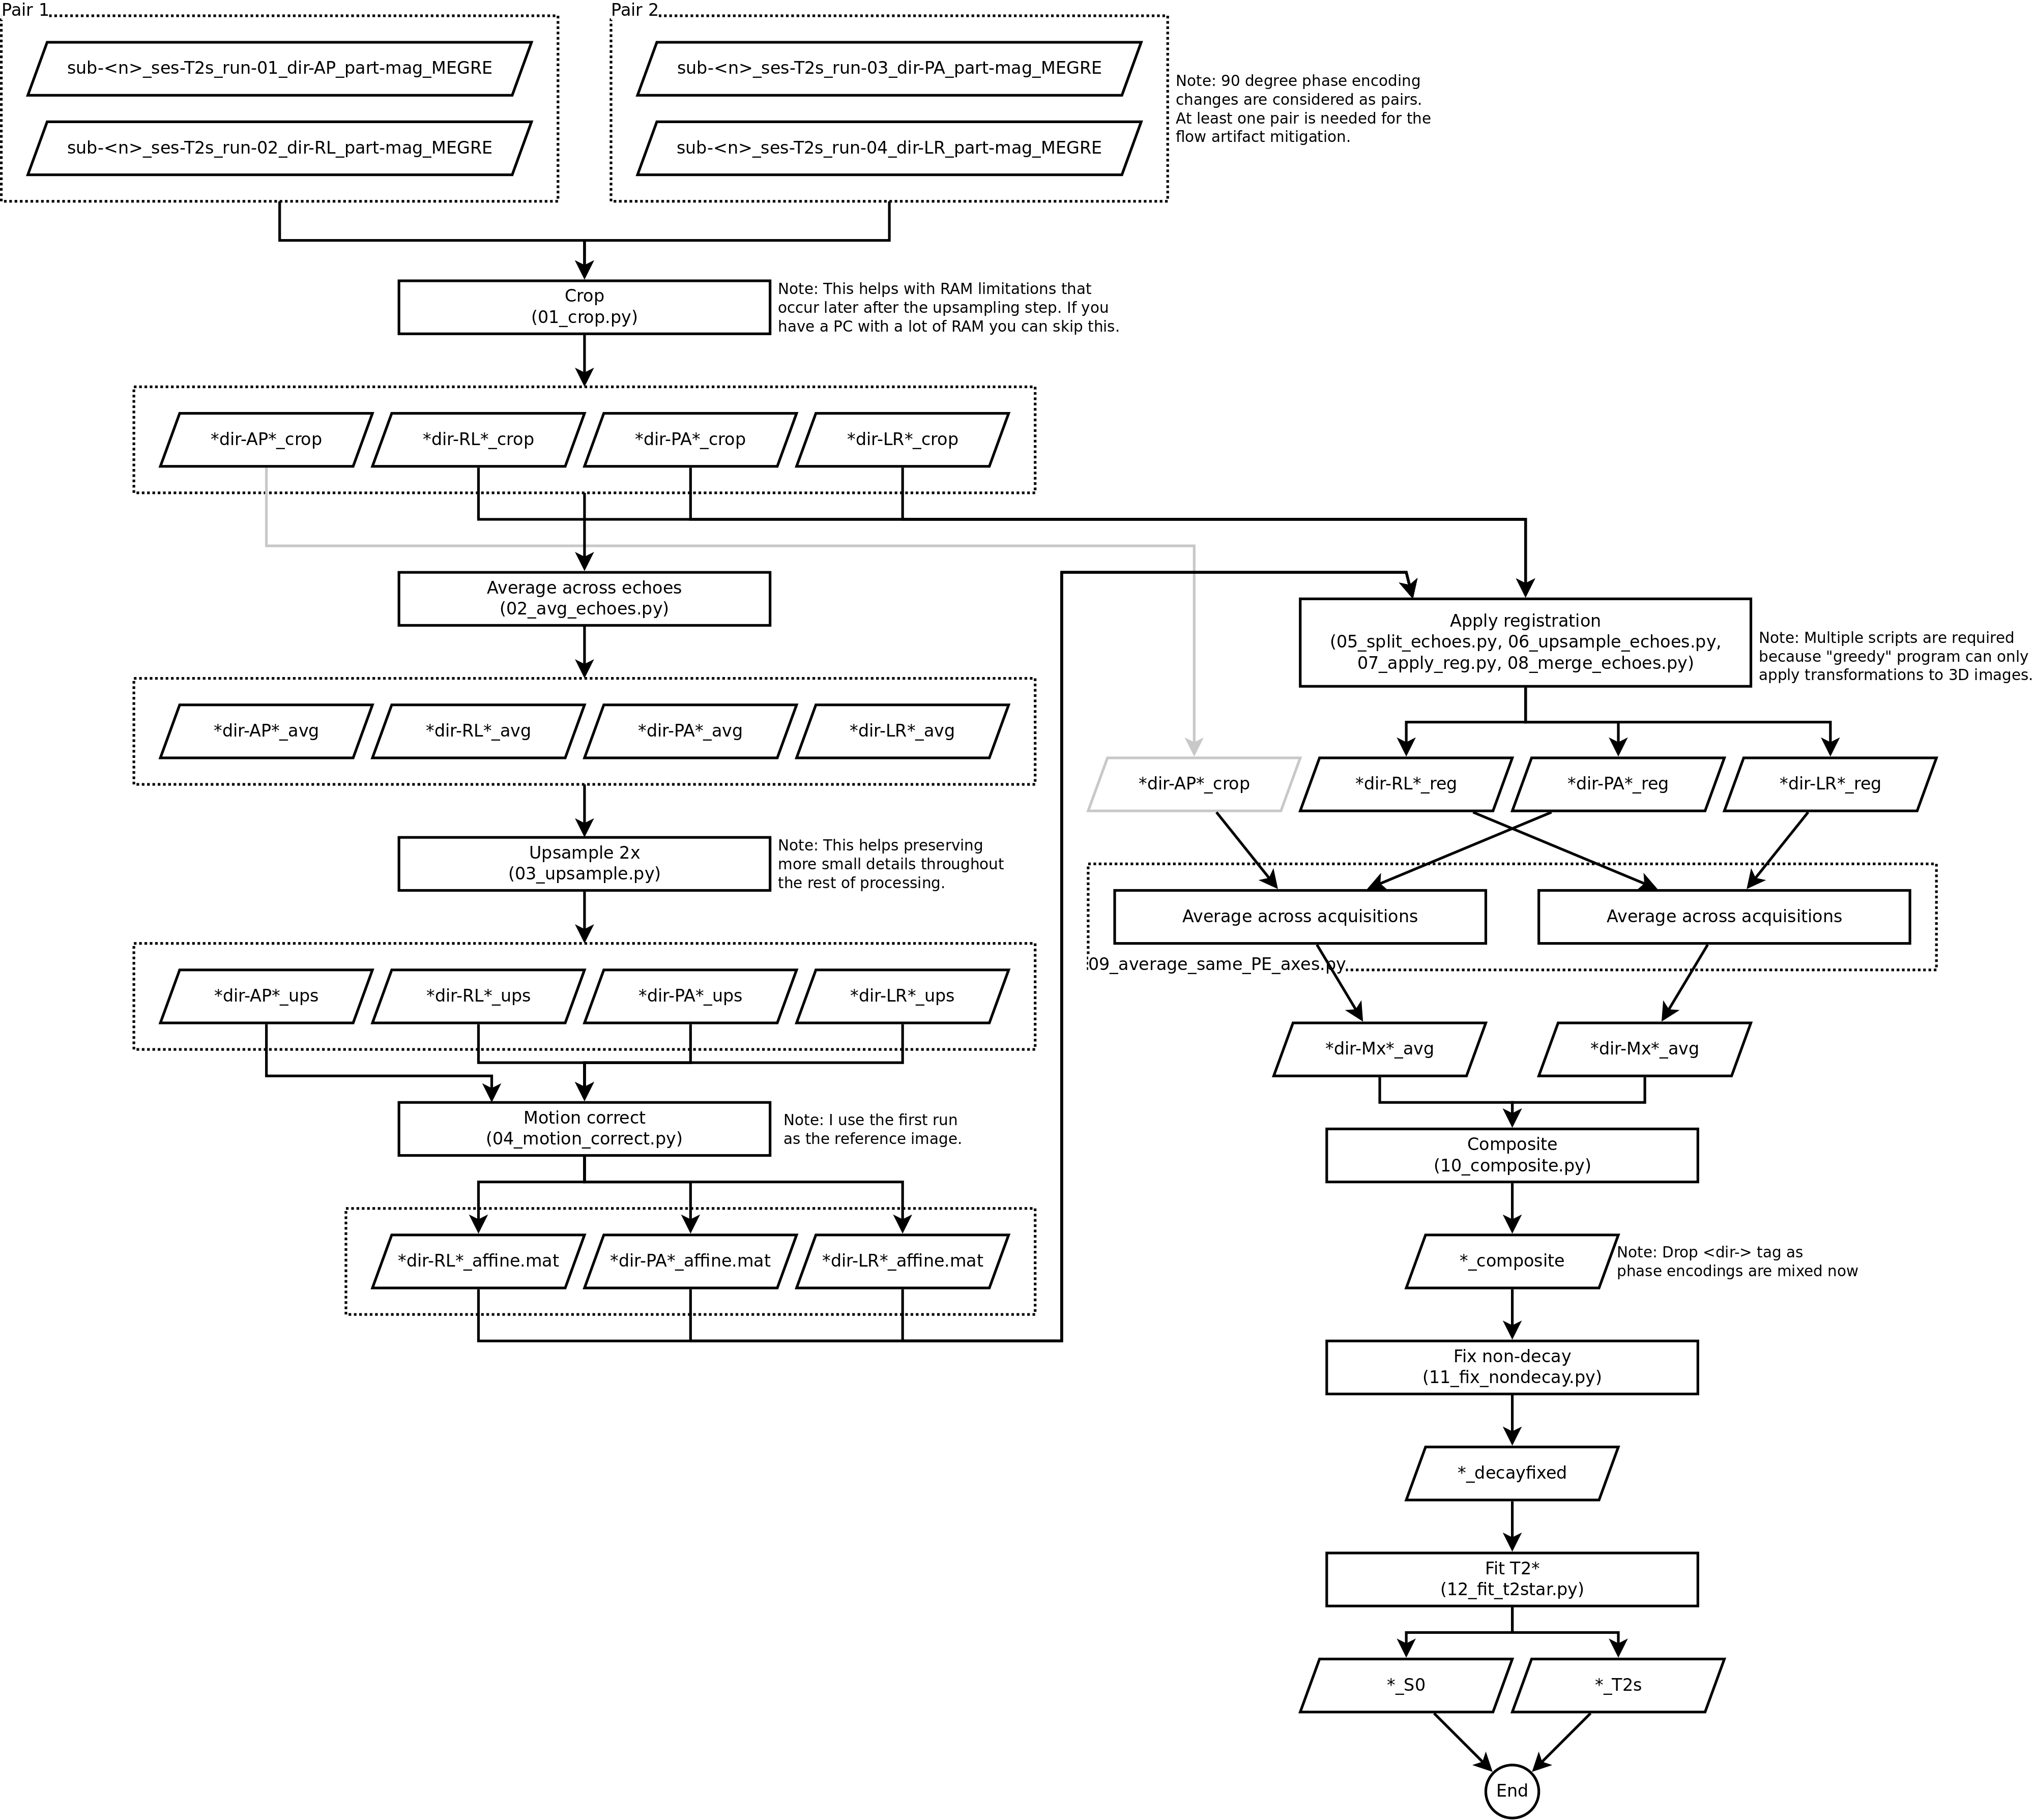 Pair 1
sub-<n>_ses-T2s_run-01_dir-AP_part-mag_MEGRE
sub-<n>_ses-T2s_run-02_dir-RL_part-mag_MEGRE
Pair 2
sub-<n>_ses-T2s_run-03_dir-PA_part-mag_MEGRE
sub-<n>_ses-T2s_run-04_dir-LR_part-mag_MEGRE
Note: 90 degree phase encoding
changes are considered as pairs.
At least one pair is needed for the
flow artifact mitigation.
Crop
(01_crop.py)
Note: This helps with RAM limitations that
occur later after the upsampling step. If you
have a PC with a lot of RAM you can skip this.
*dir-AP*_crop
*dir-RL*_crop
*dir-PA*_crop
*dir-LR*_crop
Average across echoes
(02_avg_echoes.py)
*dir-AP*_avg
*dir-RL*_avg
*dir-PA*_avg
*dir-LR*_avg
Upsample 2x
(03_upsample.py)
Note: This helps preserving
more small details throughout
the rest of processing.
*dir-AP*_ups
*dir-RL*_ups
*dir-PA*_ups
*dir-LR*_ups
Motion correct
(04_motion_correct.py)
Note: I use the first run
as the reference image.
*dir-RL*_affine.mat
*dir-PA*_affine.mat
*dir-LR*_affine.mat
Apply registration
(05_split_echoes.py, 06_upsample_echoes.py,
07_apply_reg.py, 08_merge_echoes.py)
Note: Multiple scripts are required
because "greedy" program can only
apply transformations to 3D images.
*dir-AP*_crop
*dir-RL*_reg
*dir-PA*_reg
*dir-LR*_reg
Average across acquisitions
Average across acquisitions
09_average_same_PE_axes.py
*dir-Mx*_avg
*dir-Mx*_avg
Composite
(10_composite.py)
*_composite
Note: Drop <dir-> tag as
phase encodings are mixed now
Fix non-decay
(11_fix_nondecay.py)
*_decayfixed
Fit T2*
(12_fit_t2star.py)
*_S0
*_T2s
End